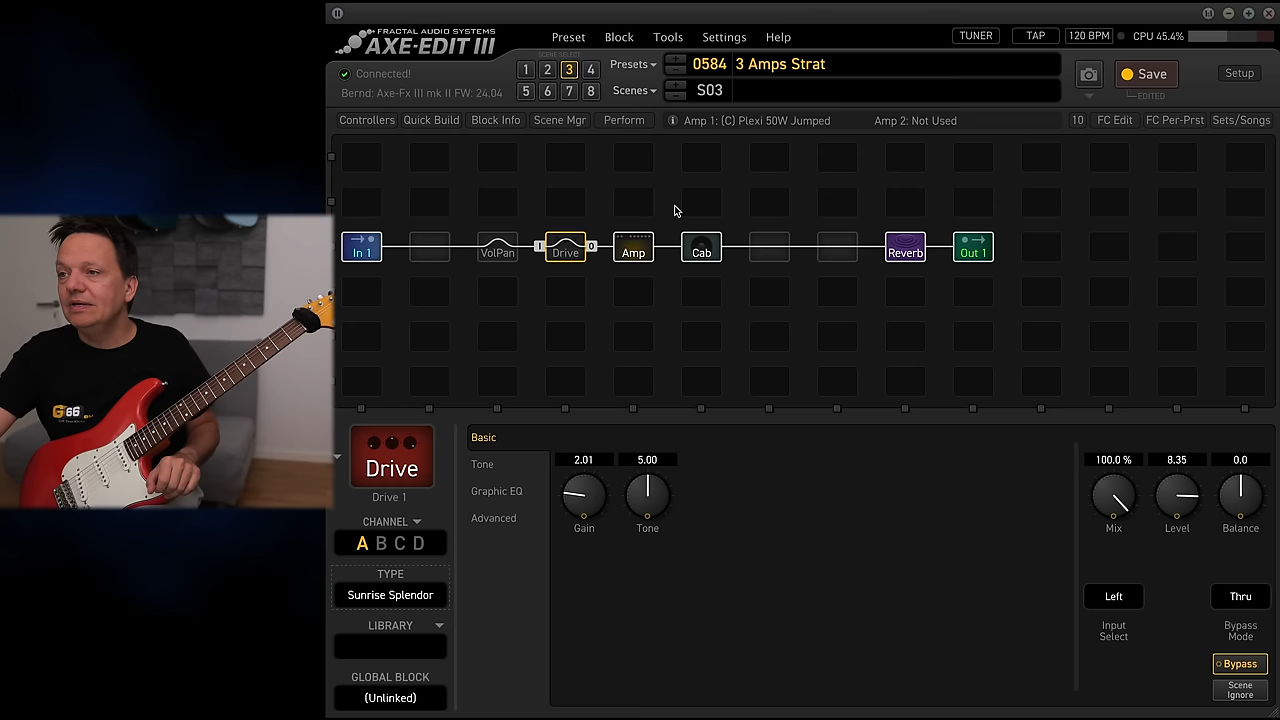 FRACTAL AUDIO SYSTEMS
AXE-EDIT III
Preset Block Tools Settings Help
TUNER TAP 120 BPM CPU 45.4%
SCENE SELECT
1 2 3 4
5 6 7 8
Presets 0584 3 Amps Strat
Scenes S03
Save
EDITED
Setup
Connected!
Bernd: Axe-Fx III mk II FW: 24.04
Controllers Quick Build Block Info Scene Mgr Perform
Amp 1: (C) Plexi 50W Jumped Amp 2: Not Used
10 FC Edit FC Per-Prst Sets/Songs
In 1 VolPan I Drive O Amp Cab Reverb Out 1
G66
Drive
Drive 1
CHANNEL
A B C D
TYPE
Sunrise Splendor
LIBRARY
GLOBAL BLOCK
(Unlinked)
Basic
Tone
Graphic EQ
Advanced
2.01 5.00
Gain Tone
100.0 % 8.35 0.0
Mix Level Balance
Left
Input
Select
Thru
Bypass
Mode
Bypass
Scene
Ignore